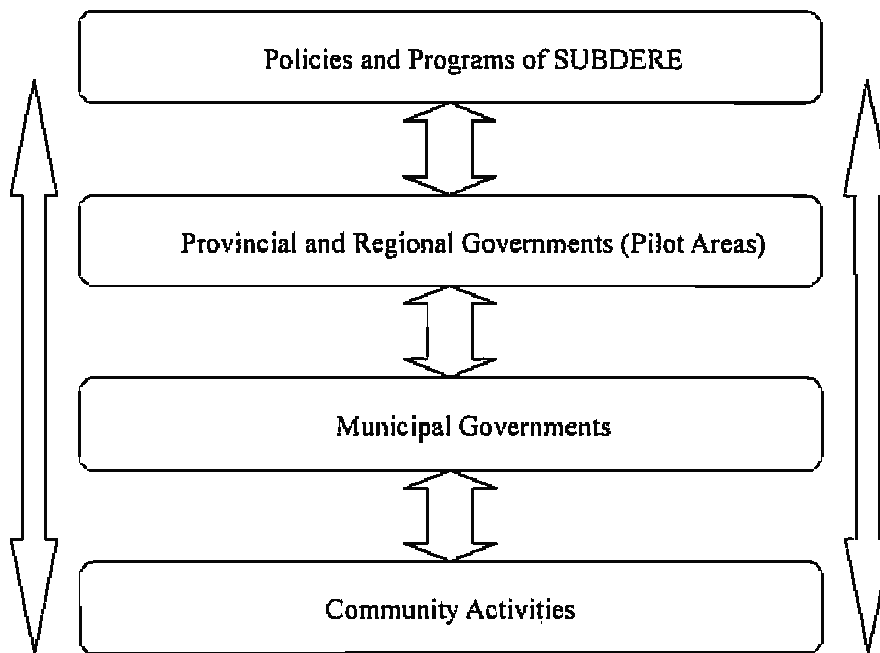 Policies and Programs of SUBDERE
Provincial and Regional Governments (Pilot Areas)
Municipal Governments
Community Activities